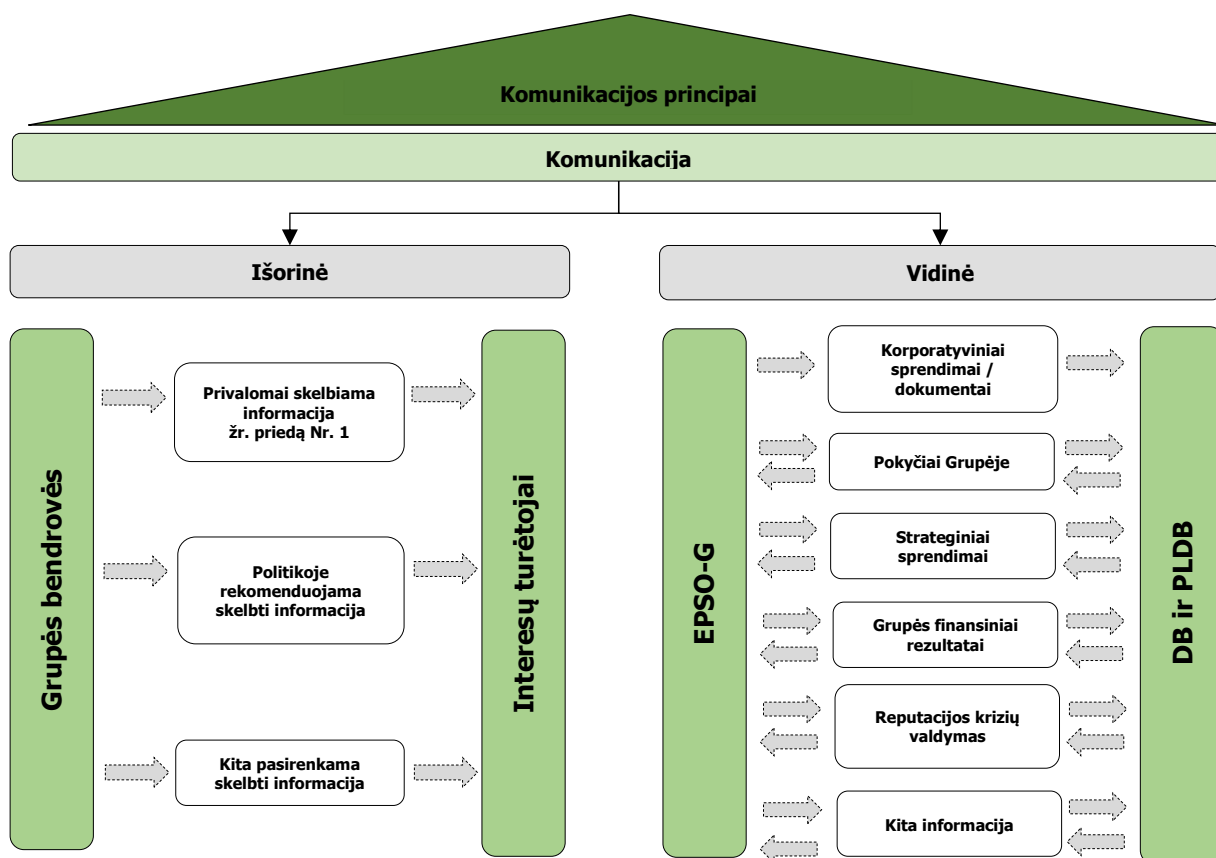 Komunikacijos principai
Komunikacija
Išorinė
Vidinė
Grupės bendrovės
Privalomai skelbiama
informacija
žr. priedą Nr. 1
Politikoje
rekomenduojama
skelbti informacija
Kita pasirenkama
skelbti informacija
Interesų turėtojai
EPSO-G
Korporatyviniai
sprendimai /
dokumentai
Pokyčiai Grupėje
Strateginiai
sprendimai
Grupės finansiniai
rezultatai
Reputacijos krizių
valdymas
Kita informacija
DB ir PLDB